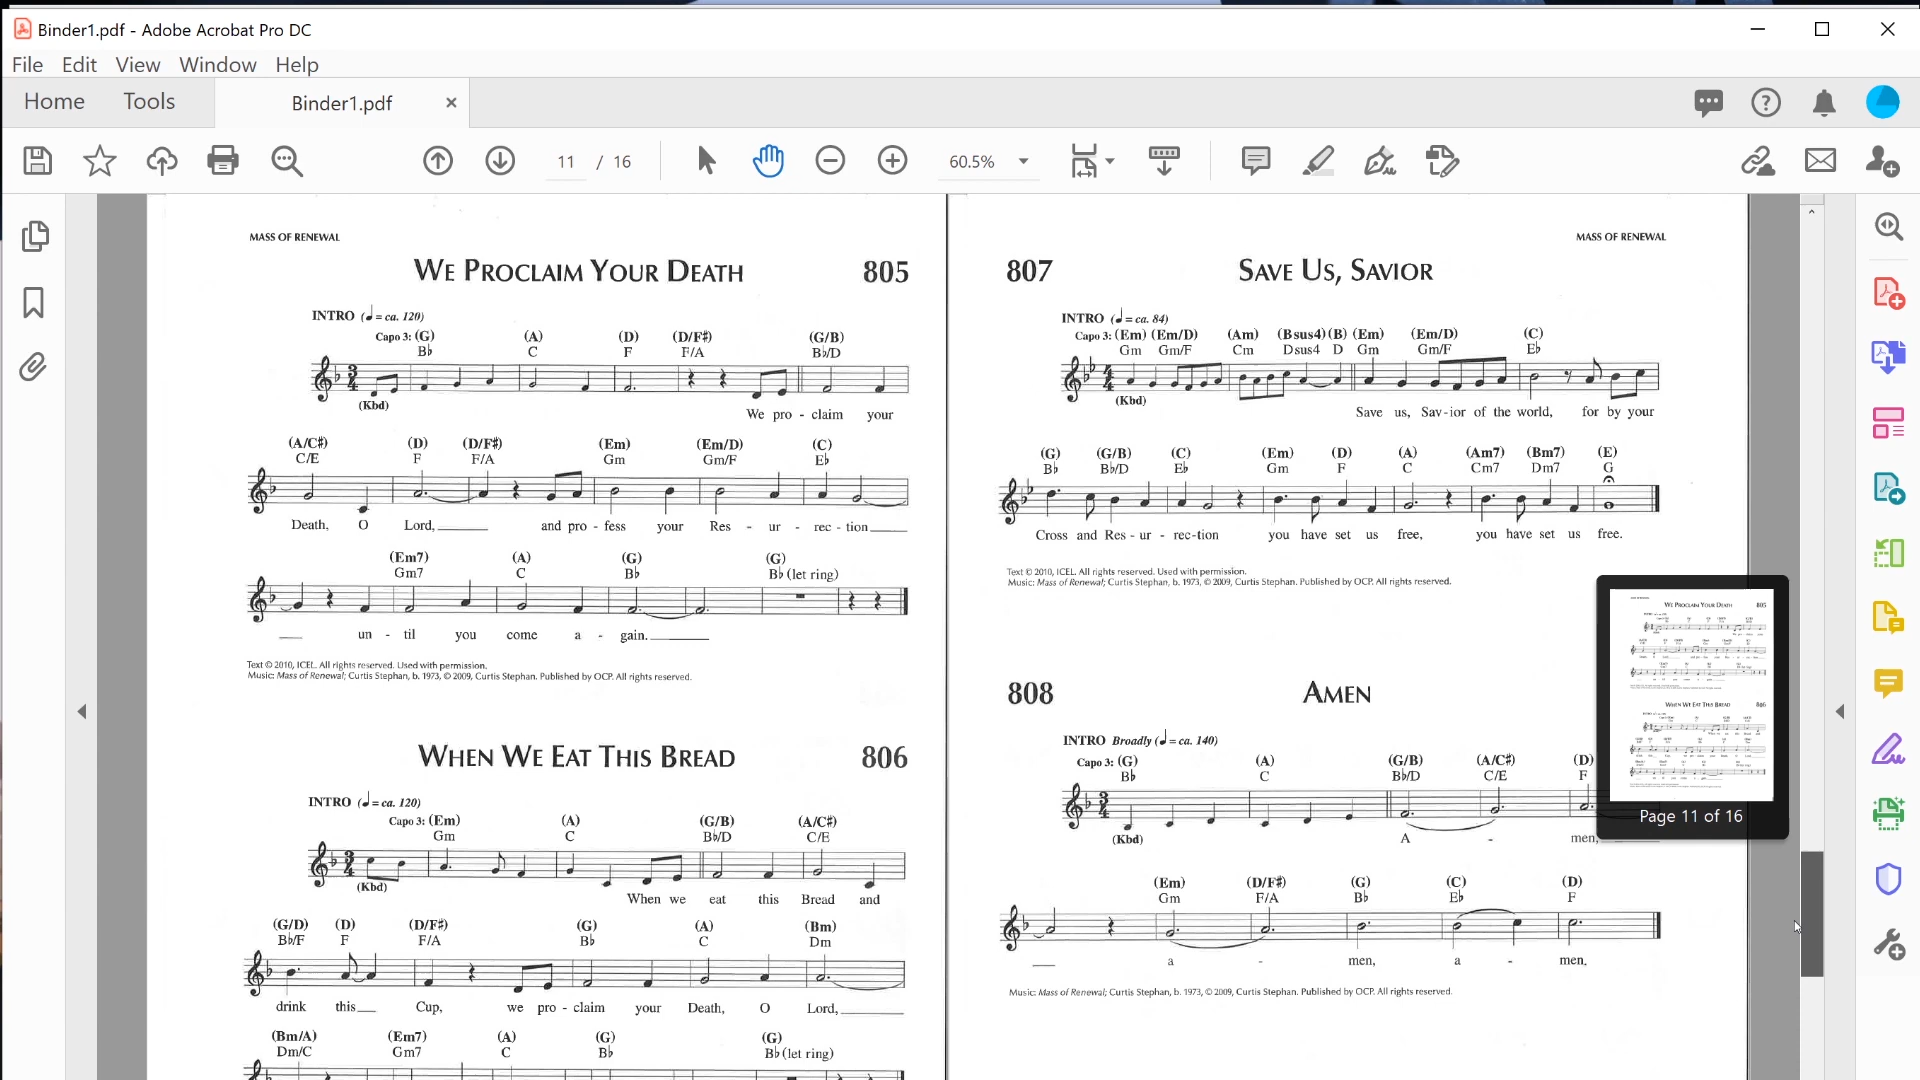 Binder1.pdf - Adobe Acrobat Pro DC
File Edit View Window Help
Home Tools Binder1.pdf
11 / 16 60.5%
MASS OF RENEWAL
WE PROCLAIM YOUR DEATH 805
INTRO (♩= ca. 120)
Capo 3: (G) (A) (D) (D/F♯) (G/B)
B♭ C F F/A B♭/D
(Kbd)
We pro - claim your
(A/C♯) (D) (D/F♯) (Em) (Em/D) (C)
C/E F F/A Gm Gm/F E♭
Death, O Lord, and pro - fess your Res - ur - rec - tion
(Em7) (A) (G) (G)
Gm7 C B♭ B♭ (let ring)
un - til you come a - gain.
Text © 2010, ICEL. All rights reserved. Used with permission.
Music: Mass of Renewal; Curtis Stephan, b. 1973, © 2009, Curtis Stephan. Published by OCP. All rights reserved.
WHEN WE EAT THIS BREAD 806
INTRO (♩= ca. 120)
Capo 3: (Em) (A) (G/B) (A/C♯)
Gm C B♭/D C/E
(Kbd)
When we eat this Bread and
(G/D) (D) (D/F♯) (G) (A) (Bm)
B♭/F F F/A B♭ C Dm
drink this Cup, we pro - claim your Death, O Lord,
(Bm/A) (Em7) (A) (G) (G)
Dm/C Gm7 C B♭ B♭ (let ring)
MASS OF RENEWAL
807 SAVE US, SAVIOR
INTRO (♩= ca. 84)
Capo 3: (Em) (Em/D) (Am) (Bsus4) (B) (Em) (Em/D) (C)
Gm Gm/F Cm Dsus4 D Gm Gm/F E♭
(Kbd)
Save us, Sav-ior of the world, for by your
(G) (G/B) (C) (Em) (D) (A) (Am7) (Bm7) (E)
B♭ B♭/D E♭ Gm F C Cm7 Dm7 G
Cross and Res - ur - rec-tion you have set us free, you have set us free.
Text © 2010, ICEL. All rights reserved. Used with permission.
Music: Mass of Renewal; Curtis Stephan, b. 1973, © 2009, Curtis Stephan. Published by OCP. All rights reserved.
808 AMEN
INTRO Broadly (♩= ca. 140)
Capo 3: (G) (A) (G/B) (A/C♯) (D)
B♭ C B♭/D C/E F
(Kbd)
A - men,
(Em) (D/F♯) (G) (C) (D)
Gm F/A B♭ E♭ F
a - men, a - men.
Music: Mass of Renewal; Curtis Stephan, b. 1973, © 2009, Curtis Stephan. Published by OCP. All rights reserved.
WE PROCLAIM YOUR DEATH 805
WHEN WE EAT THIS BREAD 806
Page 11 of 16